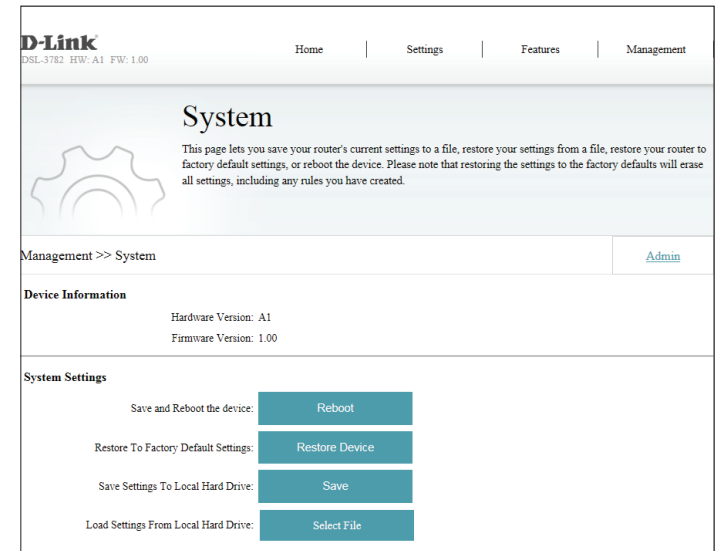 D-Link
DSL-3782 HW: A1 FW: 1.00
Home Settings Features Management
System
This page lets you save your router's current settings to a file, restore your settings from a file, restore your router to
factory default settings, or reboot the device. Please note that restoring the settings to the factory defaults will erase
all settings, including any rules you have created.
Management >> System
Admin
Device Information
Hardware Version: A1
Firmware Version: 1.00
System Settings
Save and Reboot the device: Reboot
Restore To Factory Default Settings: Restore Device
Save Settings To Local Hard Drive: Save
Load Settings From Local Hard Drive: Select File